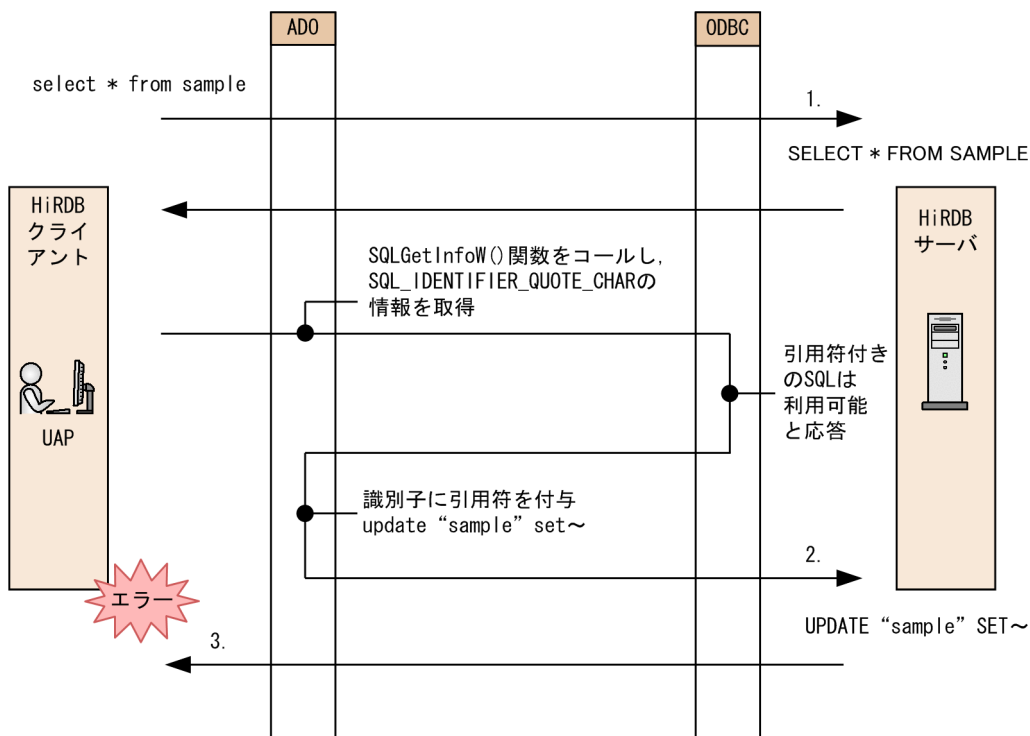 ADO
ODBC
select * from sample
1.
SELECT * FROM SAMPLE
HiRDB
クライ
アント
HiRDB
サーバ
SQLGetInfoW()関数をコールし,
SQL_IDENTIFIER_QUOTE_CHARの
情報を取得
引用符付き
のSQLは
利用可能
と応答
UAP
識別子に引用符を付与
update “sample” set～
2.
エラー
UPDATE “sample” SET～
3.